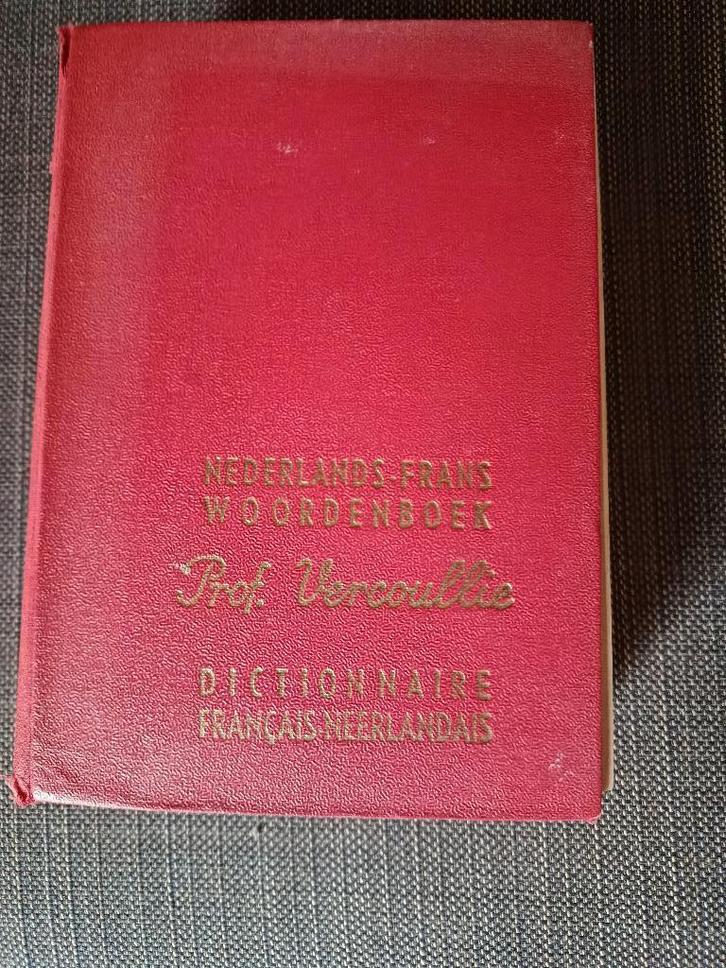 NEDERLANDS-FRANS
WOORDENBOEK
Prof. Vercoullie
DICTIONNAIRE
FRANÇAIS-NEERLANDAIS